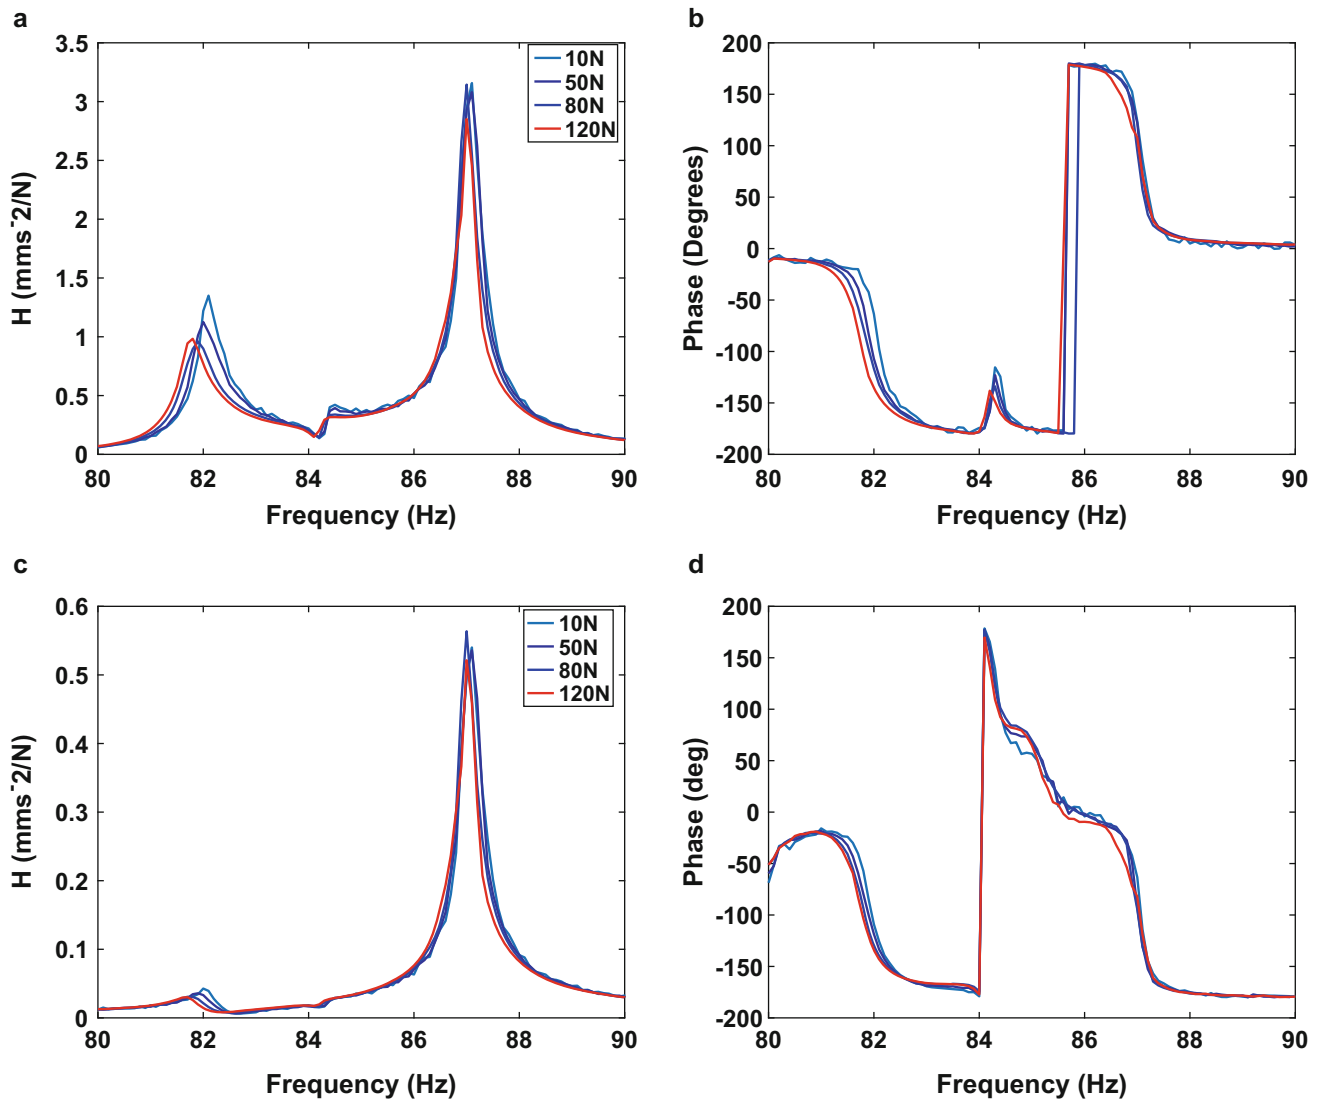 a
3.5
3
2.5
2
1.5
1
0.5
0
H (mms⁻2/N)
10N
50N
80N
120N
80 82 84 86 88 90
Frequency (Hz)
b
200
150
100
50
0
-50
-100
-150
-200
Phase (Degrees)
80 82 84 86 88 90
Frequency (Hz)
c
0.6
0.5
0.4
0.3
0.2
0.1
0
H (mms⁻2/N)
10N
50N
80N
120N
80 82 84 86 88 90
Frequency (Hz)
d
200
150
100
50
0
-50
-100
-150
-200
Phase (deg)
80 82 84 86 88 90
Frequency (Hz)